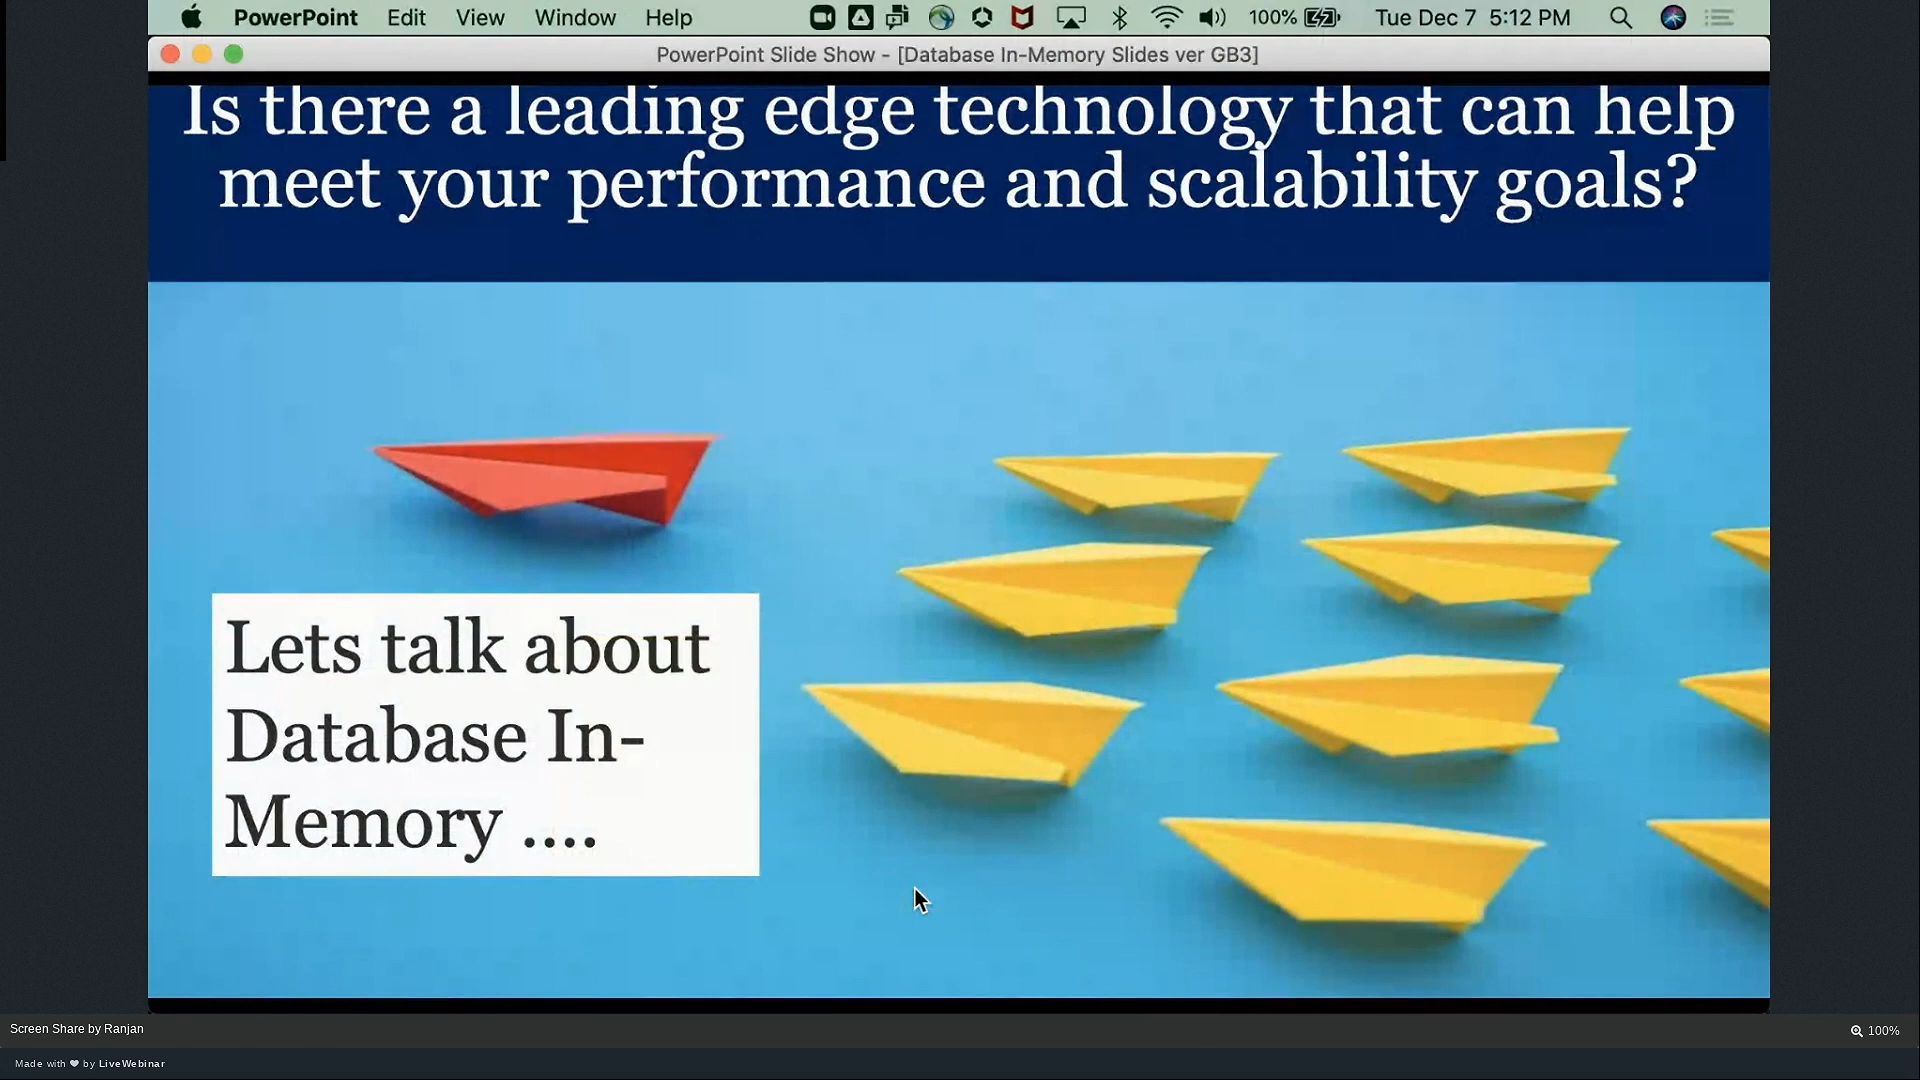 PowerPoint Edit View Window Help 100% Tue Dec 7 5:12 PM
PowerPoint Slide Show - [Database In-Memory Slides ver GB3]
Is there a leading edge technology that can help
meet your performance and scalability goals?
Lets talk about
Database In-
Memory ....
Screen Share by Ranjan 100%
Made with ❤ by LiveWebinar